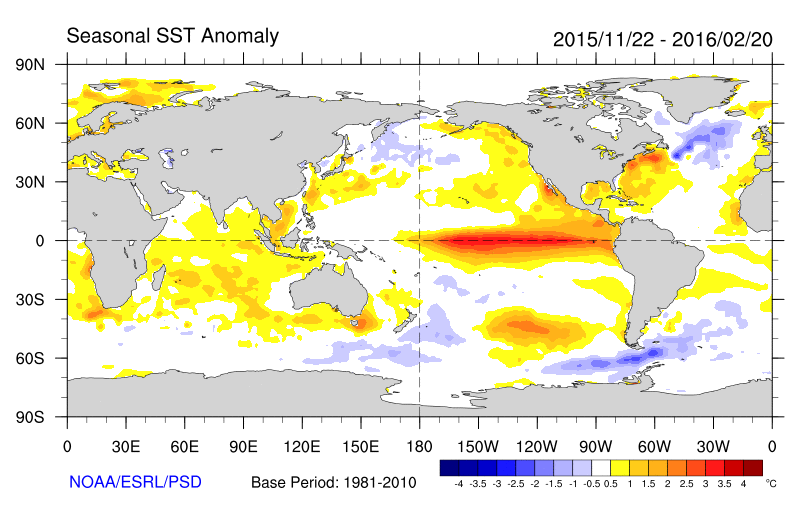 Seasonal SST Anomaly 2015/11/22 - 2016/02/20
90N
60N
30N
0
30S
60S
90S
0 30E 60E 90E 120E 150E 180 150W 120W 90W 60W 30W 0
NOAA/ESRL/PSD Base Period: 1981-2010
-4 -3.5 -3 -2.5 -2 -1.5 -1 -0.5 0.5 1 1.5 2 2.5 3 3.5 4 °C